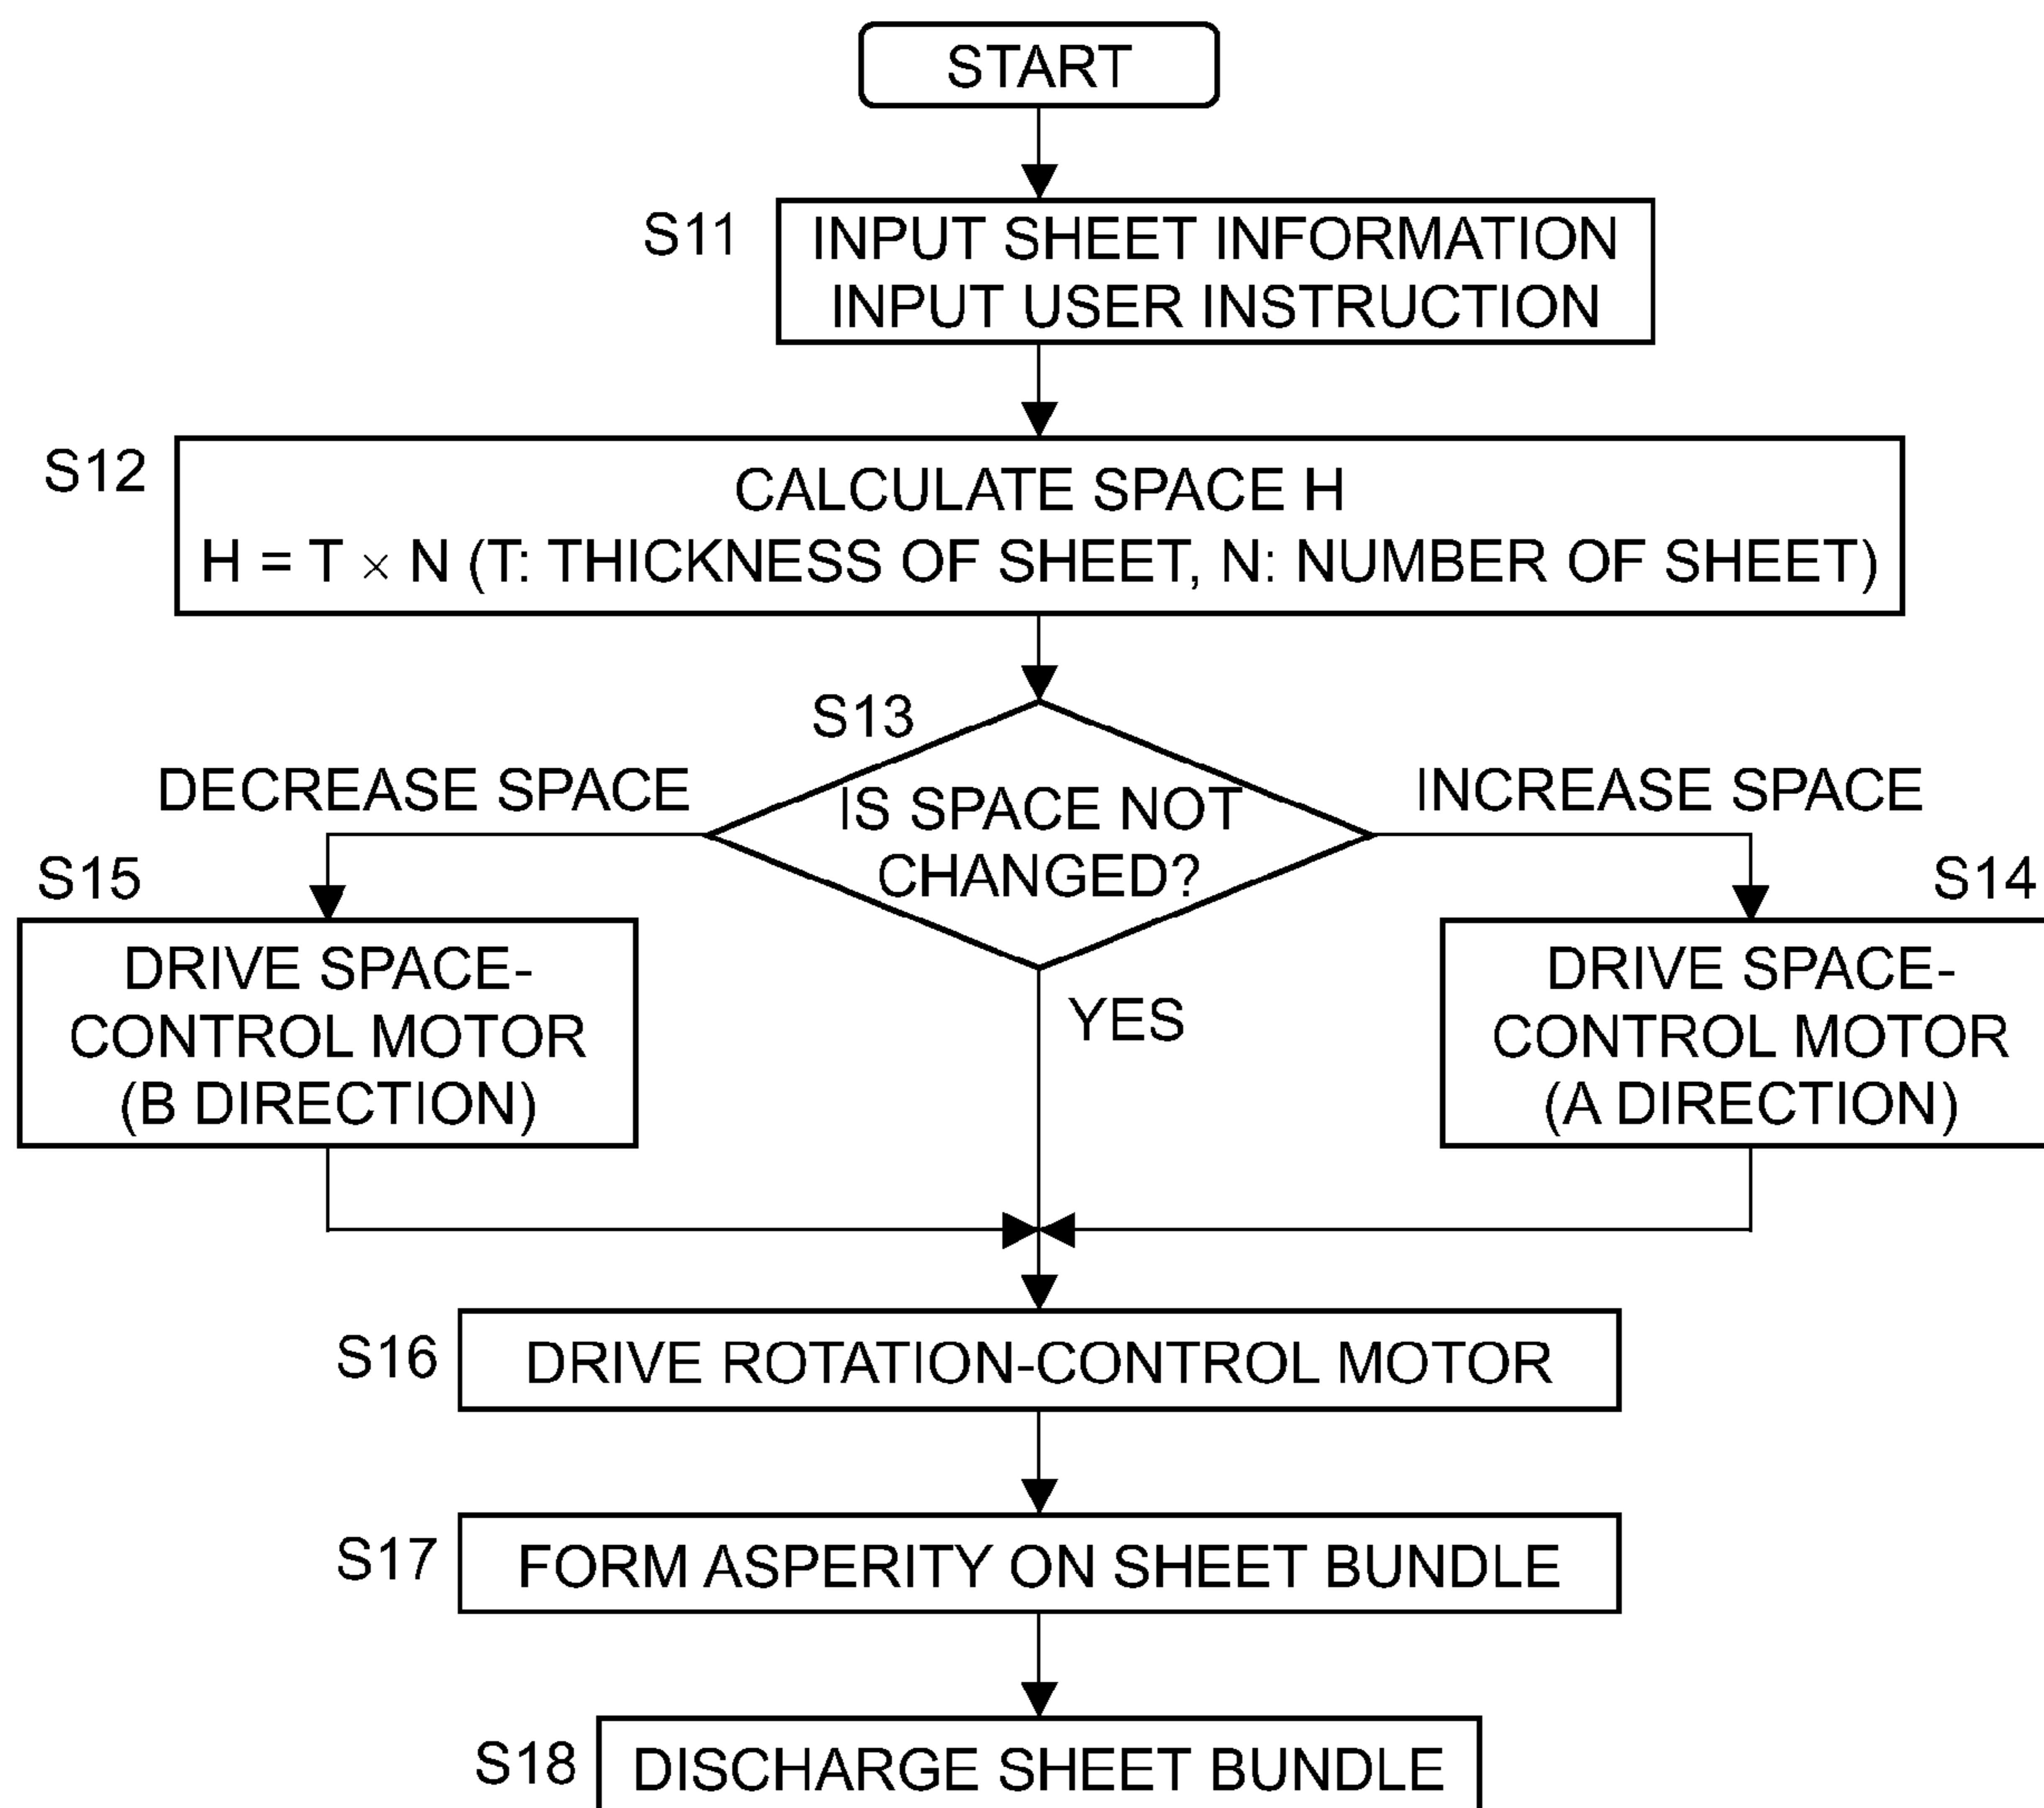 START
S11
INPUT SHEET INFORMATION
INPUT USER INSTRUCTION
S12
CALCULATE SPACE H
H = T × N (T: THICKNESS OF SHEET, N: NUMBER OF SHEET)
S13
IS SPACE NOT
CHANGED?
DECREASE SPACE
INCREASE SPACE
YES
S15
DRIVE SPACE-
CONTROL MOTOR
(B DIRECTION)
S14
DRIVE SPACE-
CONTROL MOTOR
(A DIRECTION)
S16
DRIVE ROTATION-CONTROL MOTOR
S17
FORM ASPERITY ON SHEET BUNDLE
S18
DISCHARGE SHEET BUNDLE